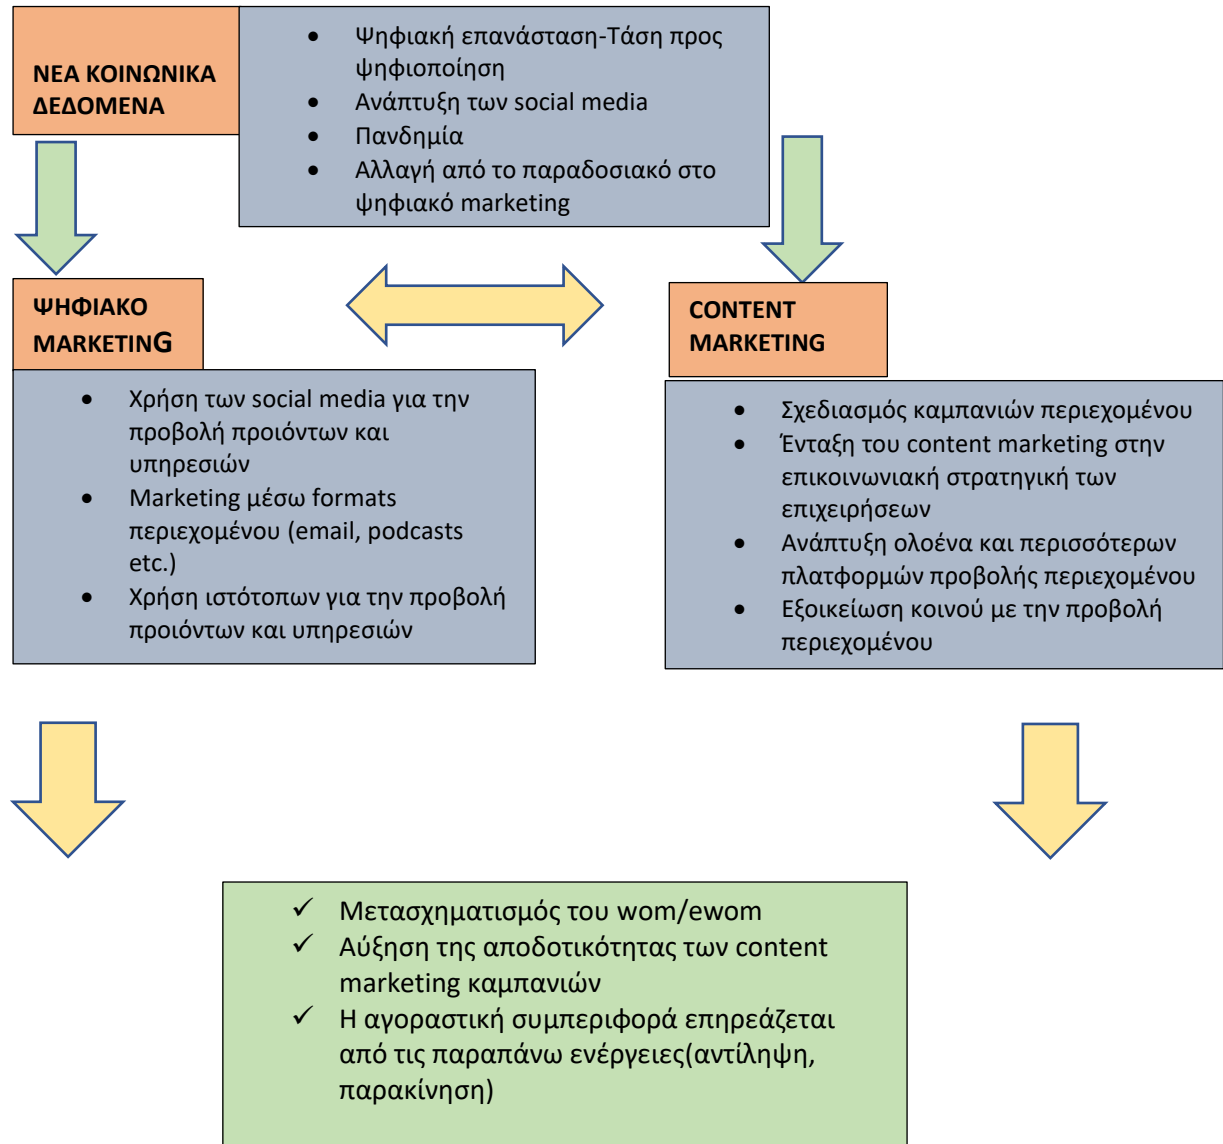 ΝΕΑ ΚΟΙΝΩΝΙΚΑ
ΔΕΔΟΜΕΝΑ
• Ψηφιακή επανάσταση-Τάση προς
ψηφιοποίηση
• Ανάπτυξη των social media
• Πανδημία
• Αλλαγή από το παραδοσιακό στο
ψηφιακό marketing
ΨΗΦΙΑΚΟ
MARKETING
• Χρήση των social media για την
προβολή προιόντων και
υπηρεσιών
• Marketing μέσω formats
περιεχομένου (email, podcasts
etc.)
• Χρήση ιστότοπων για την προβολή
προιόντων και υπηρεσιών
CONTENT
MARKETING
• Σχεδιασμός καμπανιών περιεχομένου
• Ένταξη του content marketing στην
επικοινωνιακή στρατηγική των
επιχειρήσεων
• Ανάπτυξη ολοένα και περισσότερων
πλατφορμών προβολής περιεχομένου
• Εξοικείωση κοινού με την προβολή
περιεχομένου
✓ Μετασχηματισμός του wom/ewom
✓ Αύξηση της αποδοτικότητας των content
marketing καμπανιών
✓ Η αγοραστική συμπεριφορά επηρεάζεται
από τις παραπάνω ενέργειες(αντίληψη,
παρακίνηση)